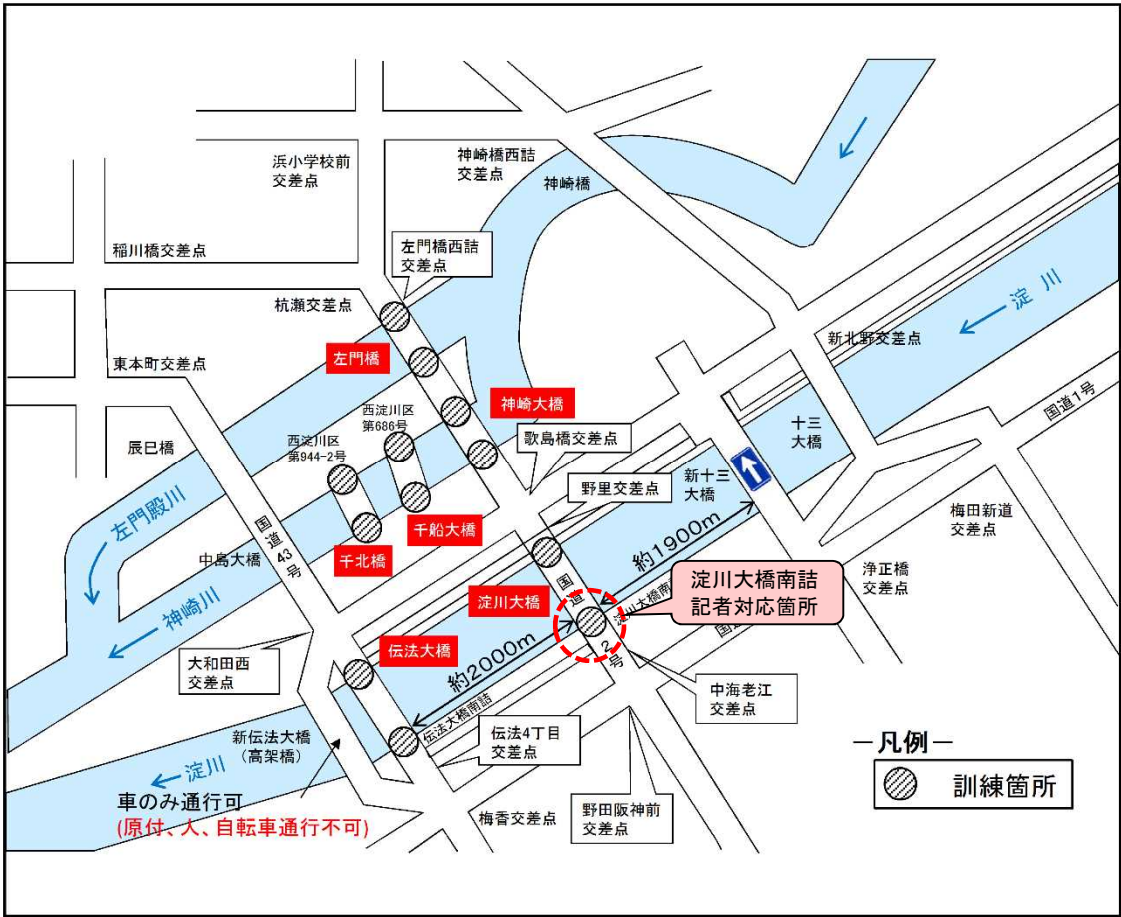 浜小学校前
交差点
神崎橋西詰
交差点
神崎橋
稲川橋交差点
左門橋西詰
交差点
淀川
杭瀬交差点
新北野交差点
東本町交差点
左門橋
国道1号
神崎大橋
西淀川区
第686号
十三
大橋
歌島橋交差点
西淀川区
第944-2号
辰巳橋
野里交差点
新十三
大橋
左門殿川
梅田新道
交差点
国道43号
千船大橋
約1900m
中島大橋
千北橋
浄正橋
交差点
淀川大橋南詰
記者対応箇所
淀川大橋
国道2号
淀川大橋南
国
神崎川
伝法大橋
約2000m
大和田西
交差点
中海老江
交差点
伝法大橋南詰
新伝法大橋
(高架橋)
伝法4丁目
交差点
淀川
車のみ通行可
(原付、人、自転車通行不可)
梅香交差点
野田阪神前
交差点
―凡例―
訓練箇所